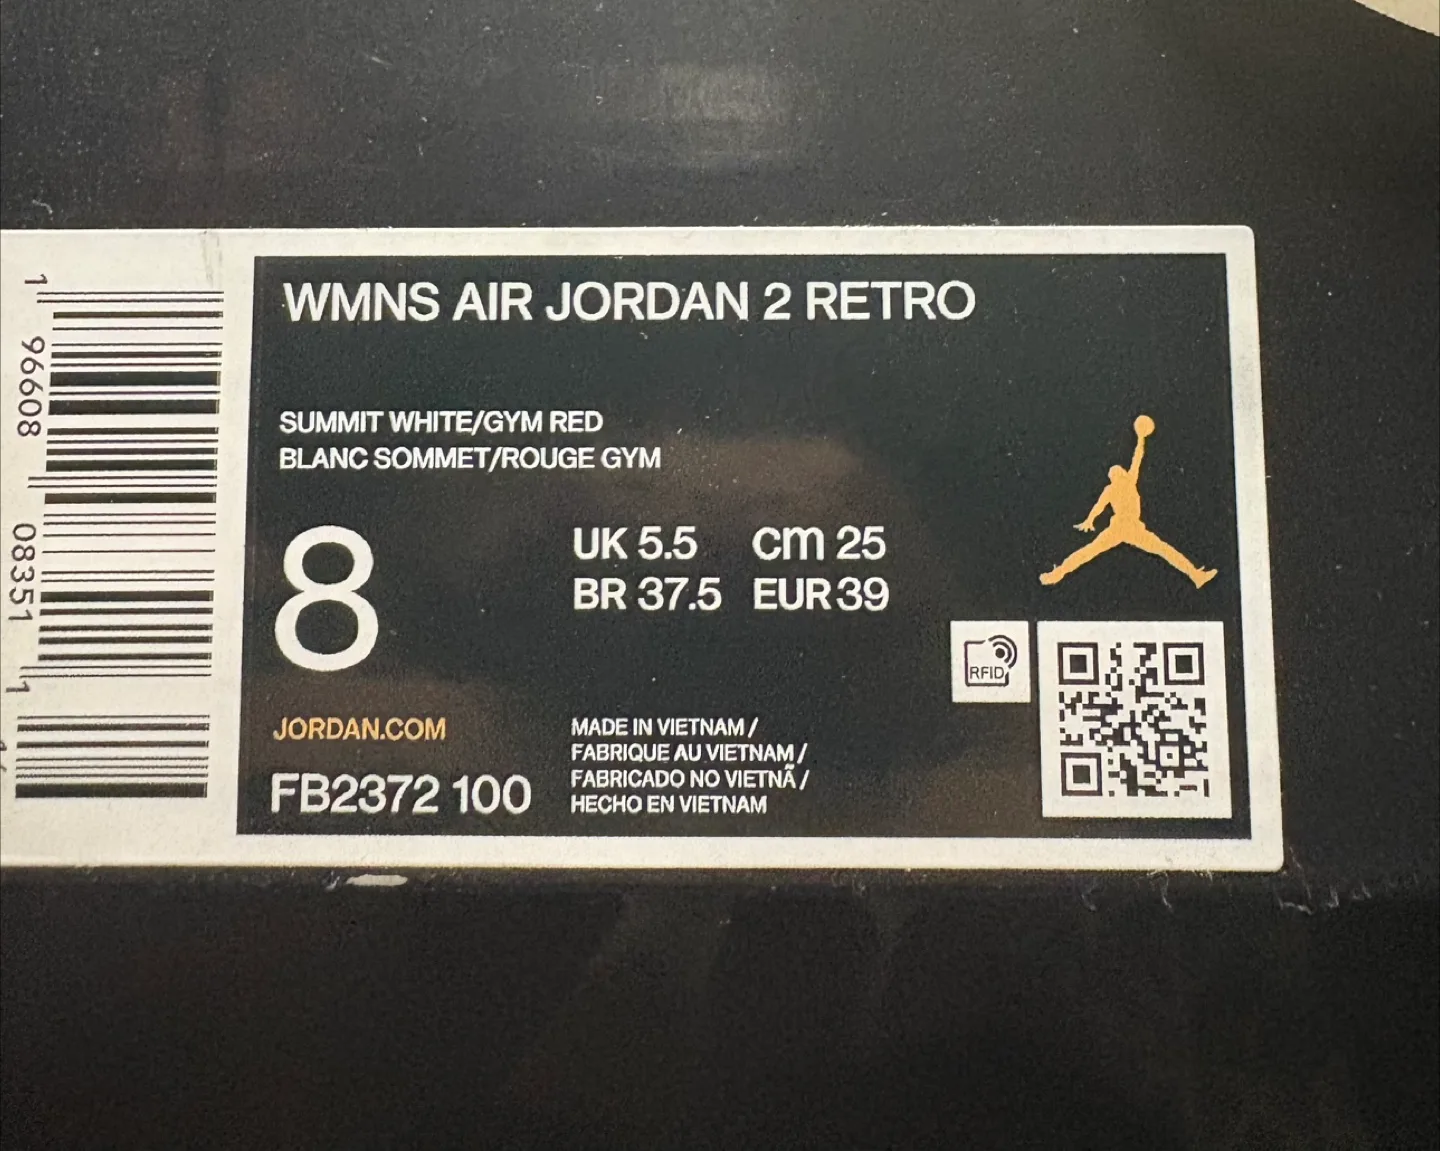 WMNS AIR JORDAN 2 RETRO
SUMMIT WHITE/GYM RED
BLANC SOMMET/ROUGE GYM
8
UK 5.5 cm 25
BR 37.5 EUR 39
RFID
JORDAN.COM
FB2372 100
MADE IN VIETNAM /
FABRIQUE AU VIETNAM /
FABRICADO NO VIETNÃ /
HECHO EN VIETNAM
1 96608 08351 1